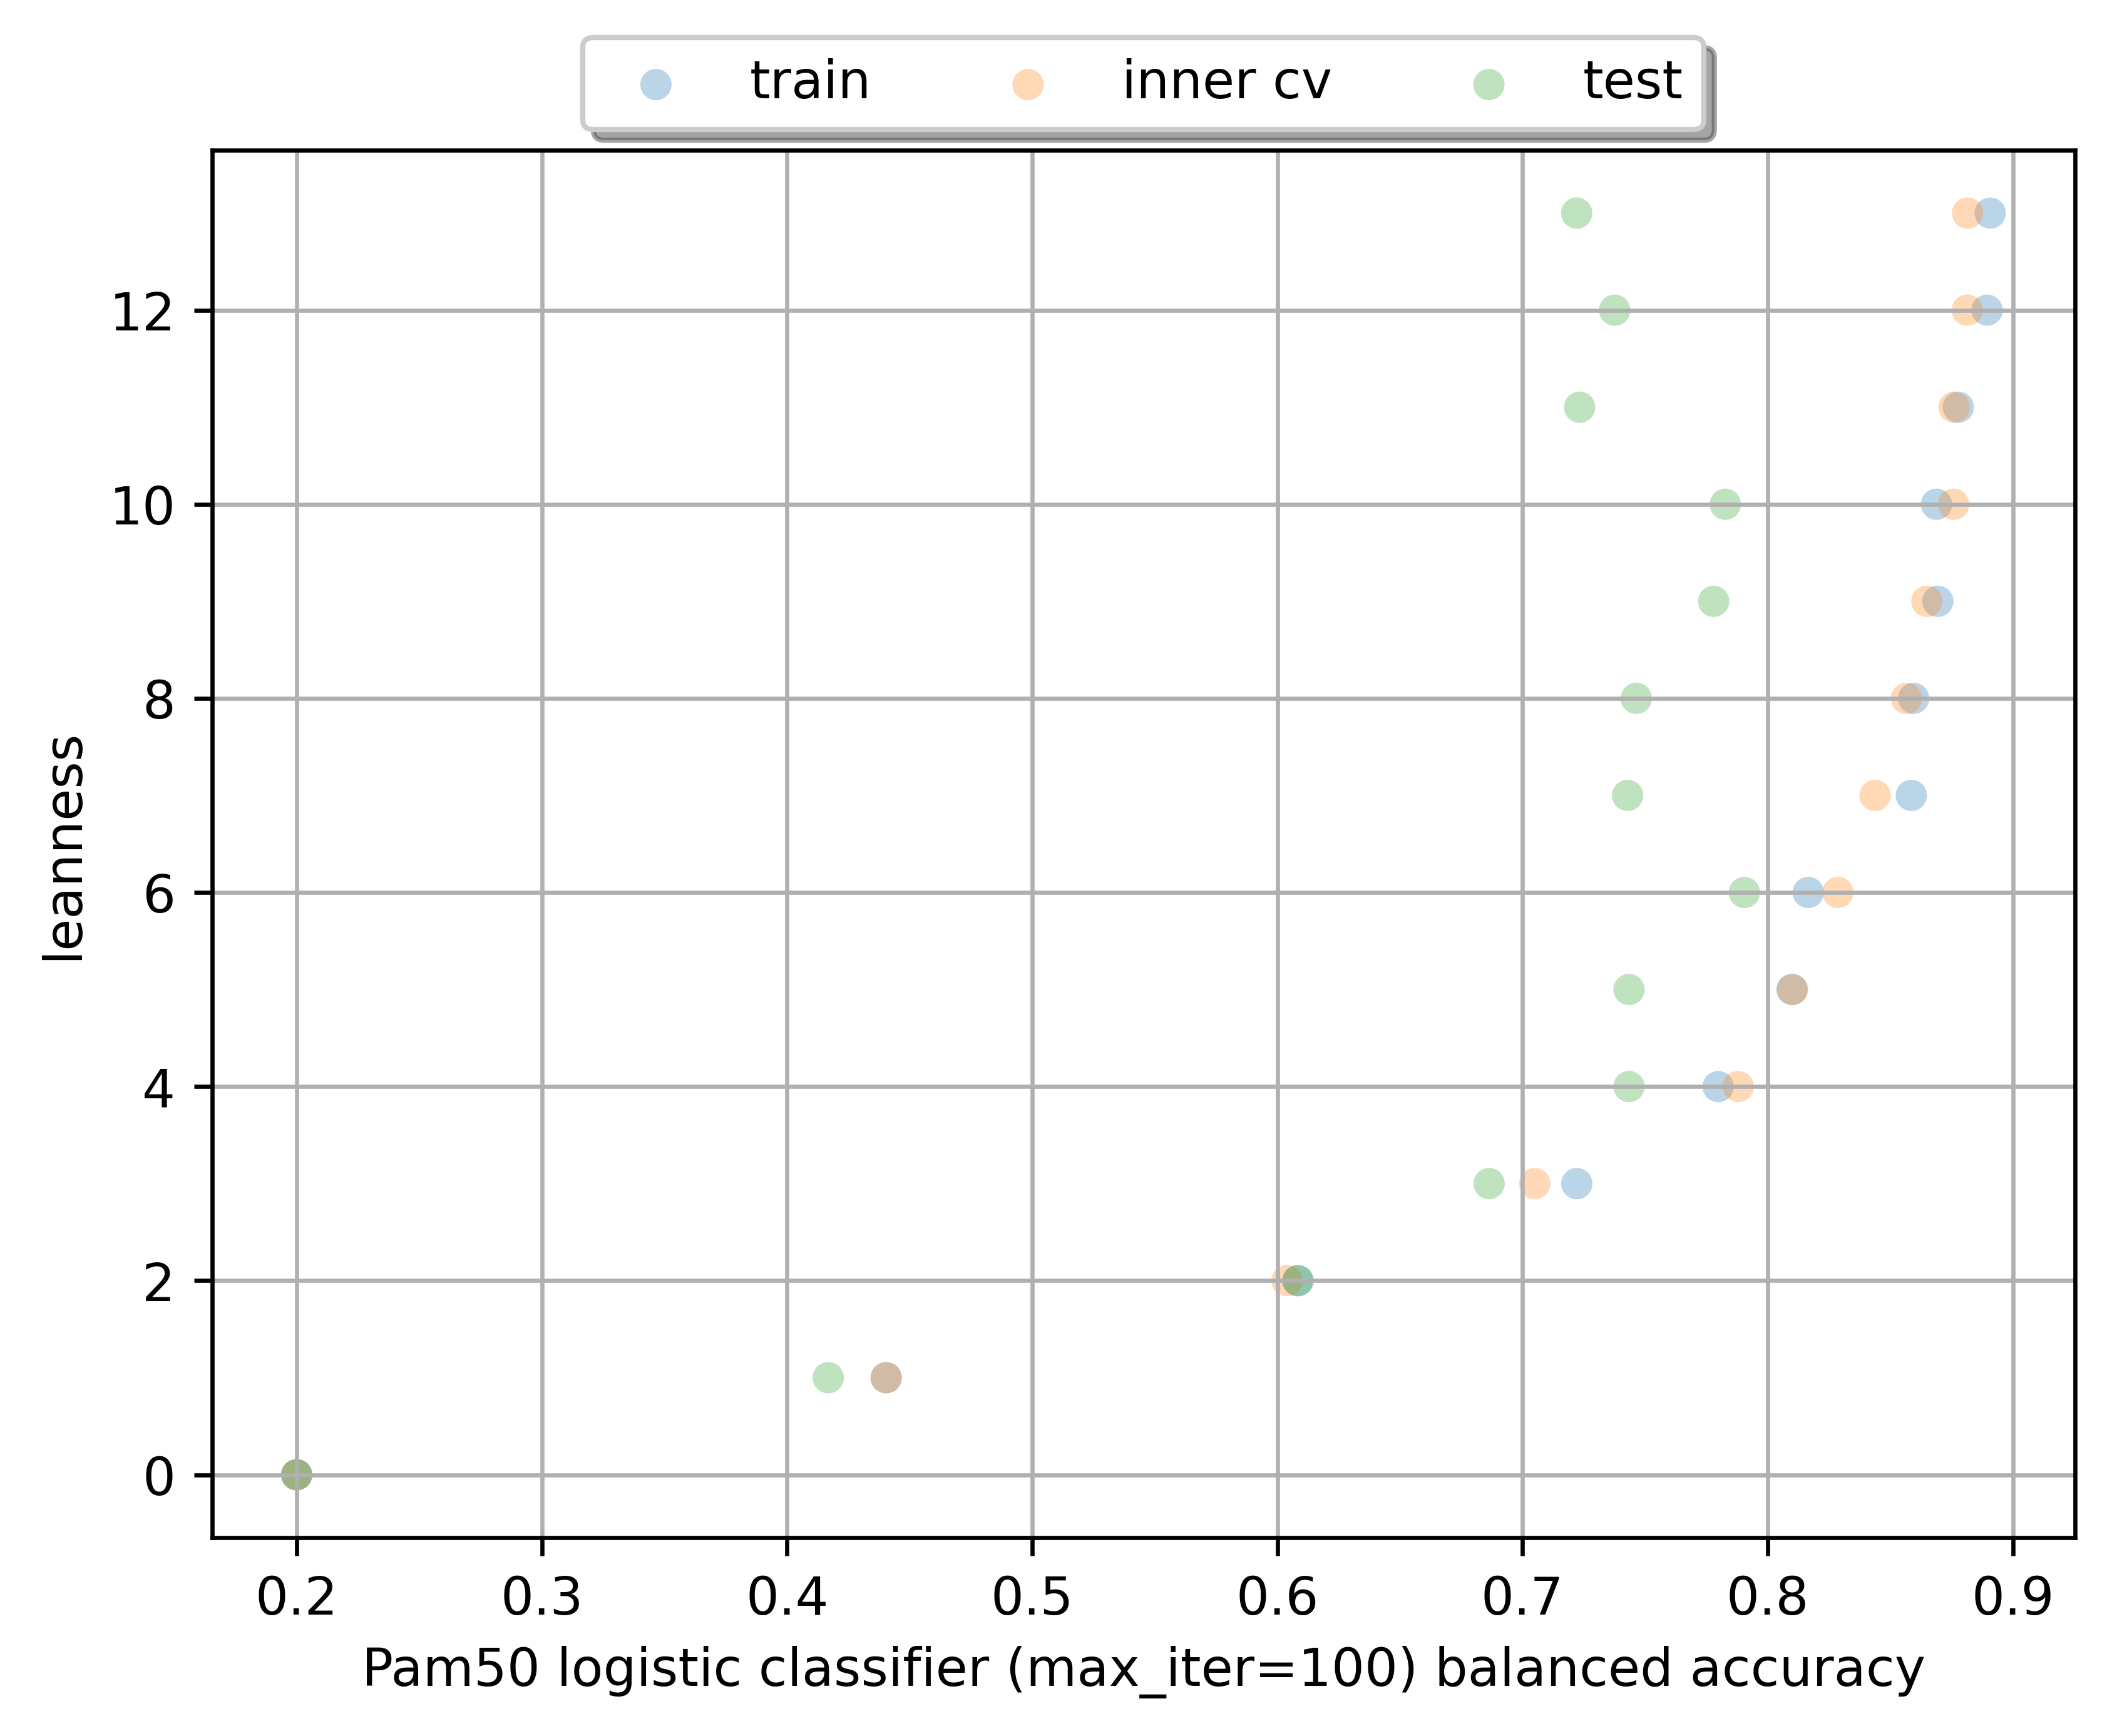 train inner cv test
12
10
8
6
4
2
0
leanness
0.2 0.3 0.4 0.5 0.6 0.7 0.8 0.9
Pam50 logistic classifier (max_iter=100) balanced accuracy